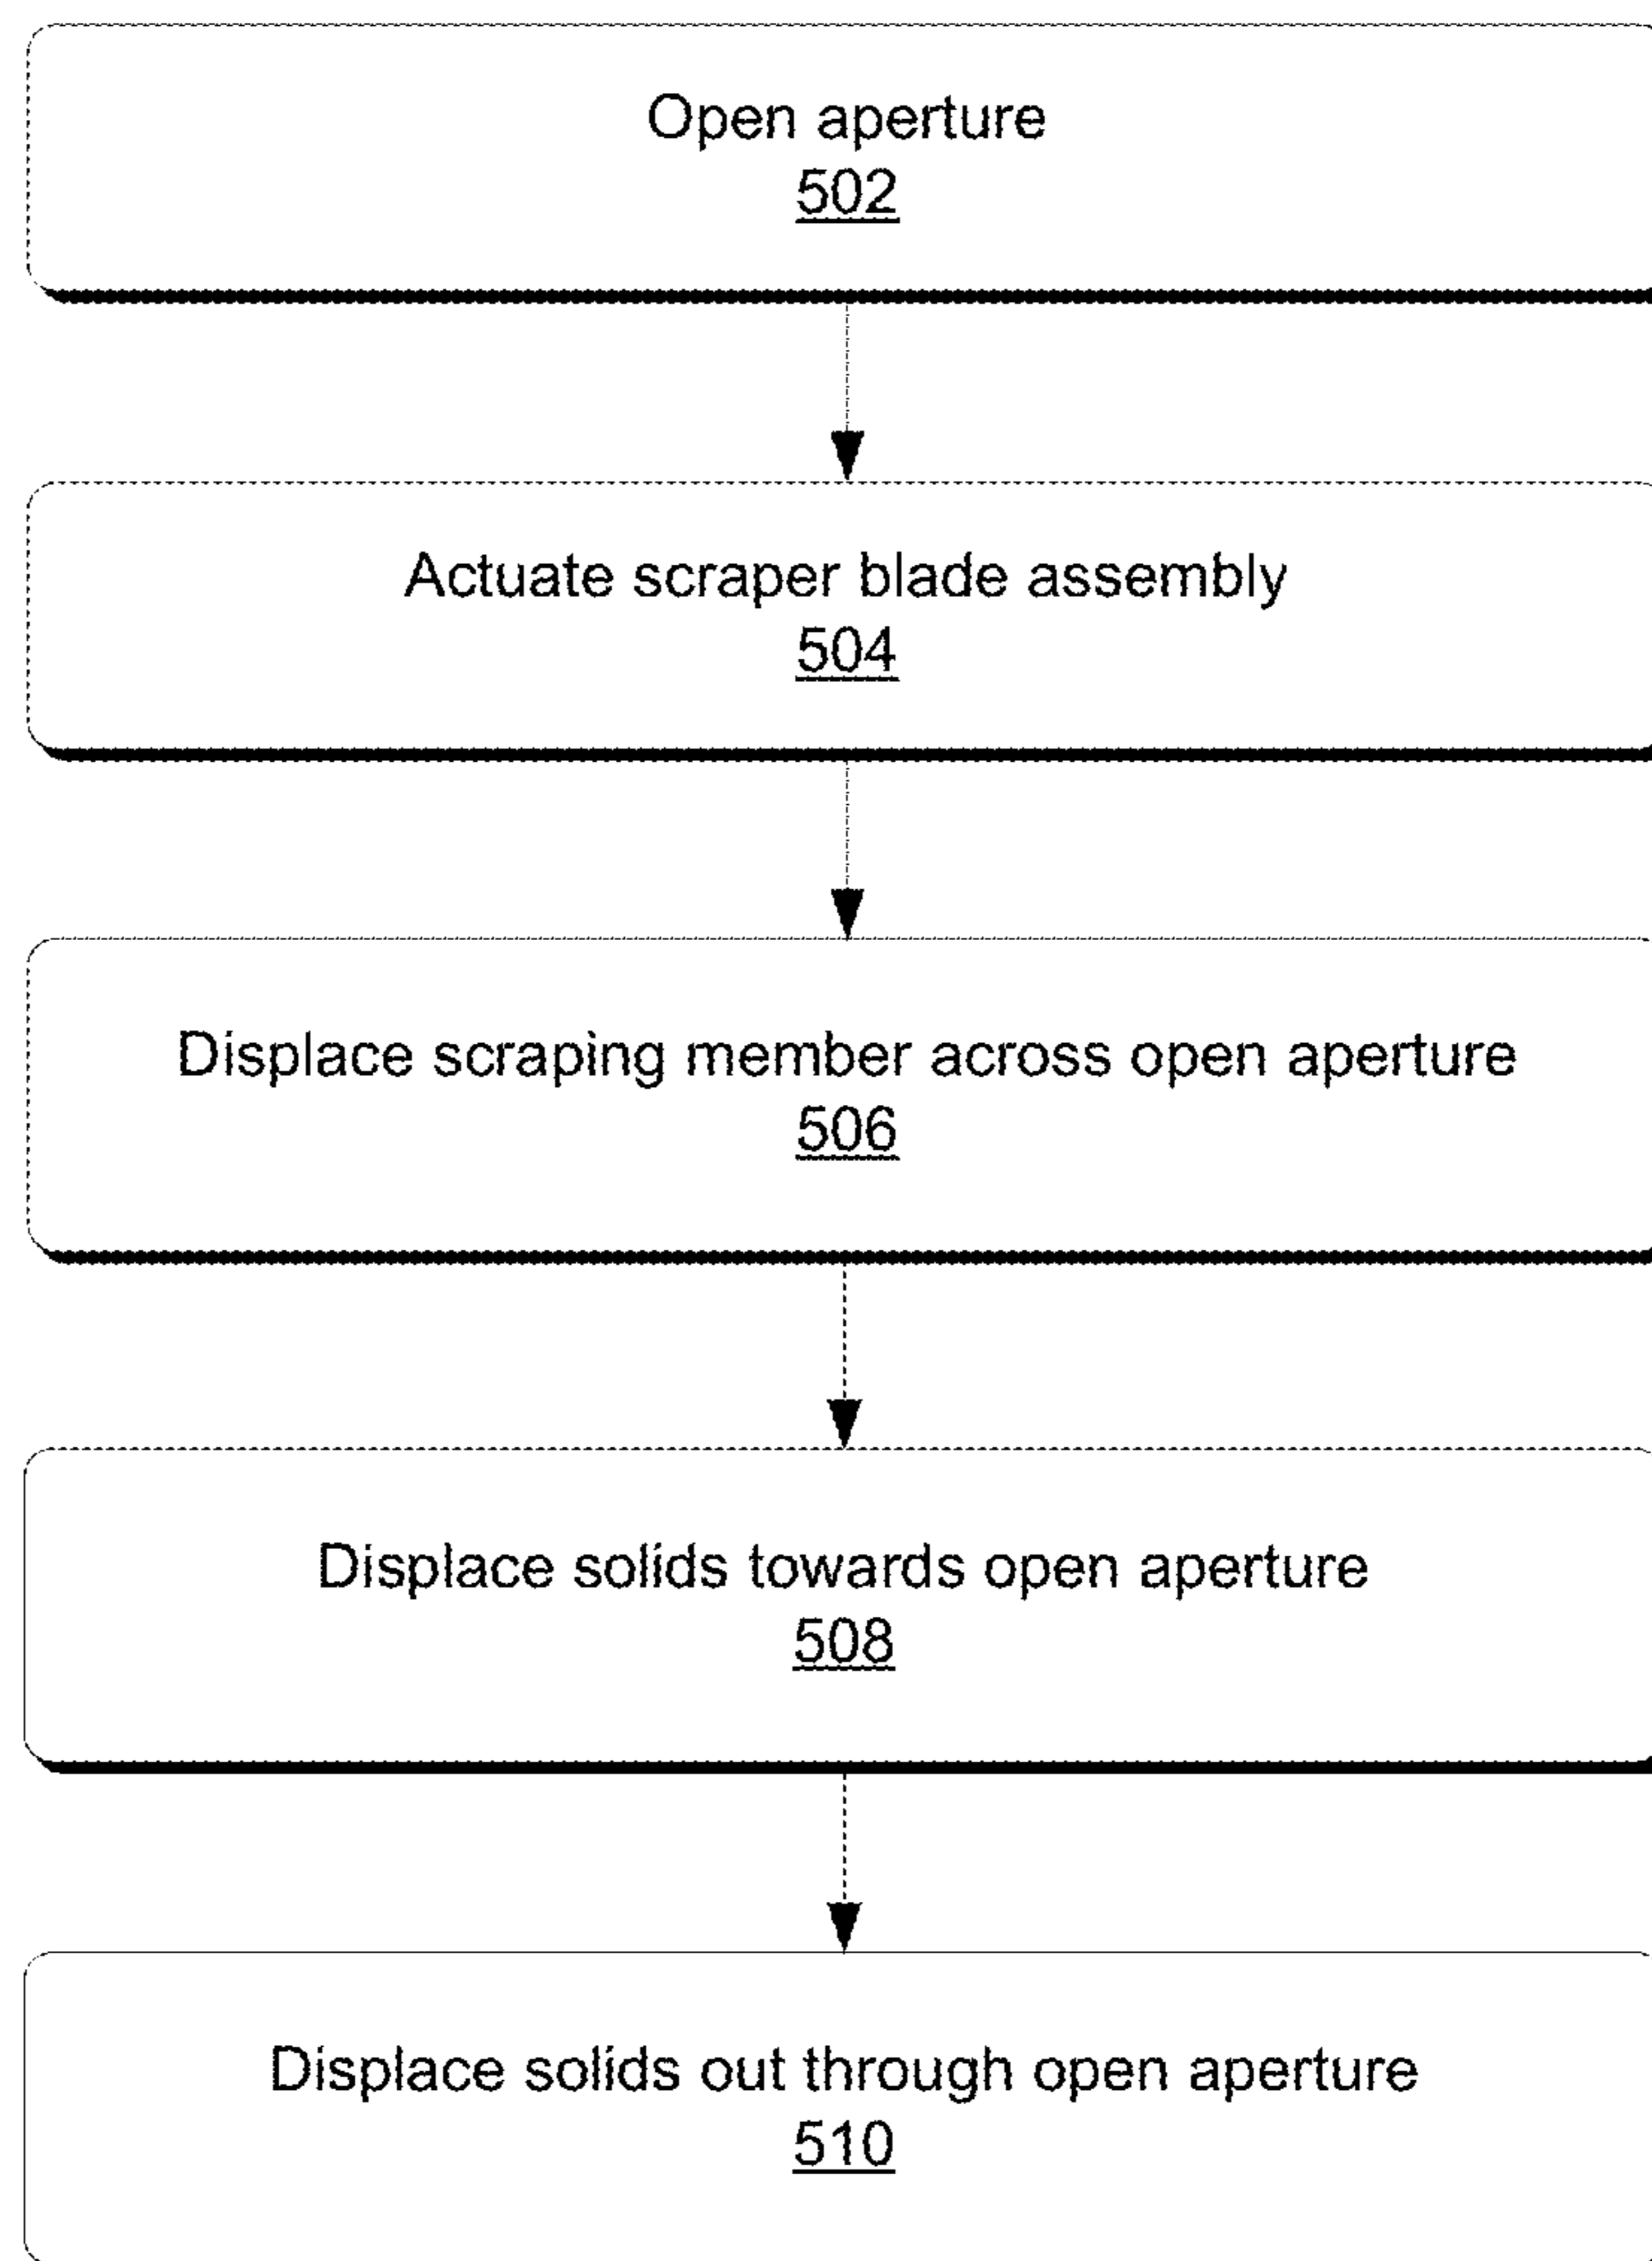 Open aperture
502
Actuate scraper blade assembly
504
Displace scraping member across open aperture
506
Displace solids towards open aperture
508
Displace solids out through open aperture
510